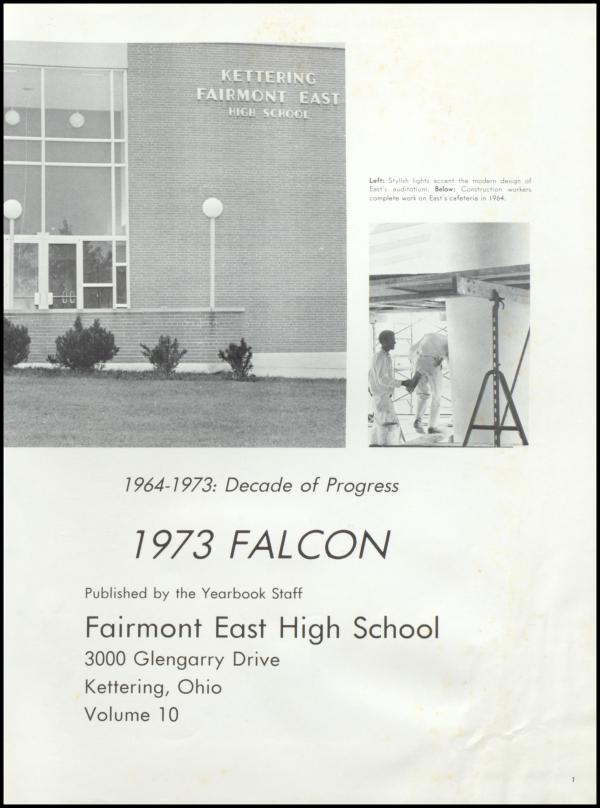 KETTERING
FAIRMONT EAST
HIGH SCHOOL
Left: Stylish lights accent the modern design of
East's auditorium. Below: Construction workers
complete work on East's cafeteria in 1964.
1964-1973: Decade of Progress
1973 FALCON
Published by the Yearbook Staff
Fairmont East High School
3000 Glengarry Drive
Kettering, Ohio
Volume 10
1